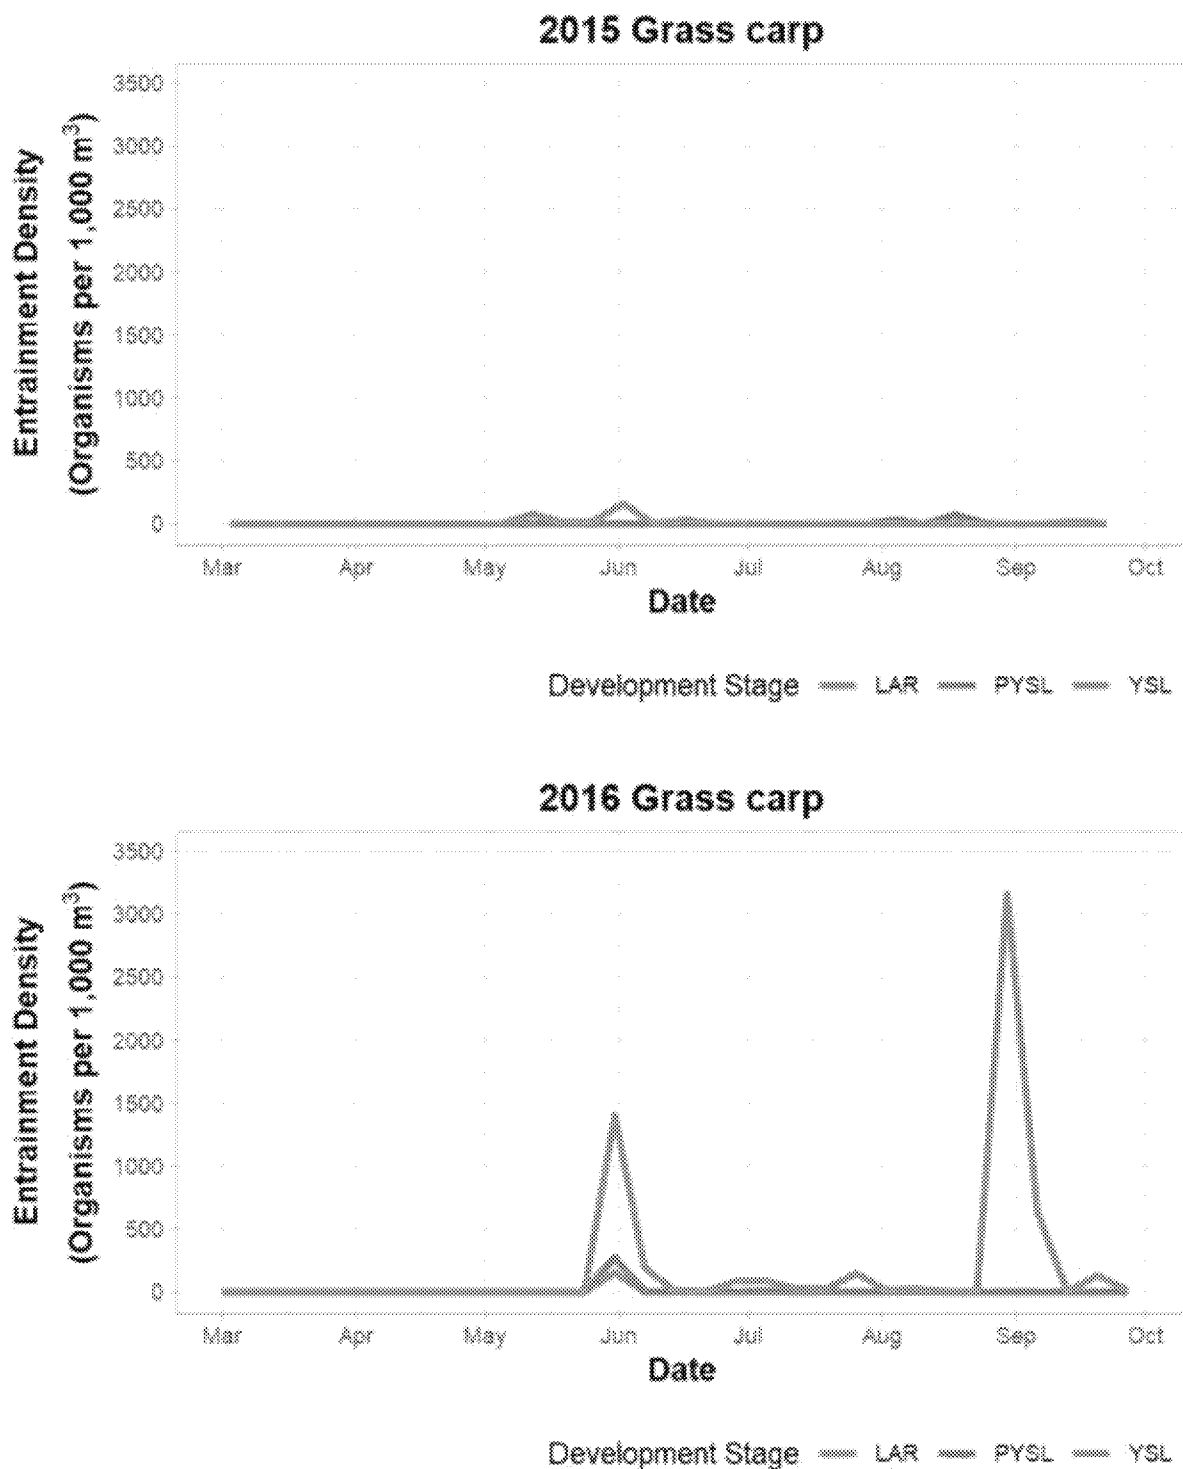 2015 Grass carp
Entrainment Density
(Organisms per 1,000 m³)
3500
3000
2500
2000
1500
1000
500
0
Mar Apr May Jun Jul Aug Sep Oct
Date
Development Stage LAR PYSL YSL
2016 Grass carp
Entrainment Density
(Organisms per 1,000 m³)
3500
3000
2500
2000
1500
1000
500
0
Mar Apr May Jun Jul Aug Sep Oct
Date
Development Stage LAR PYSL YSL